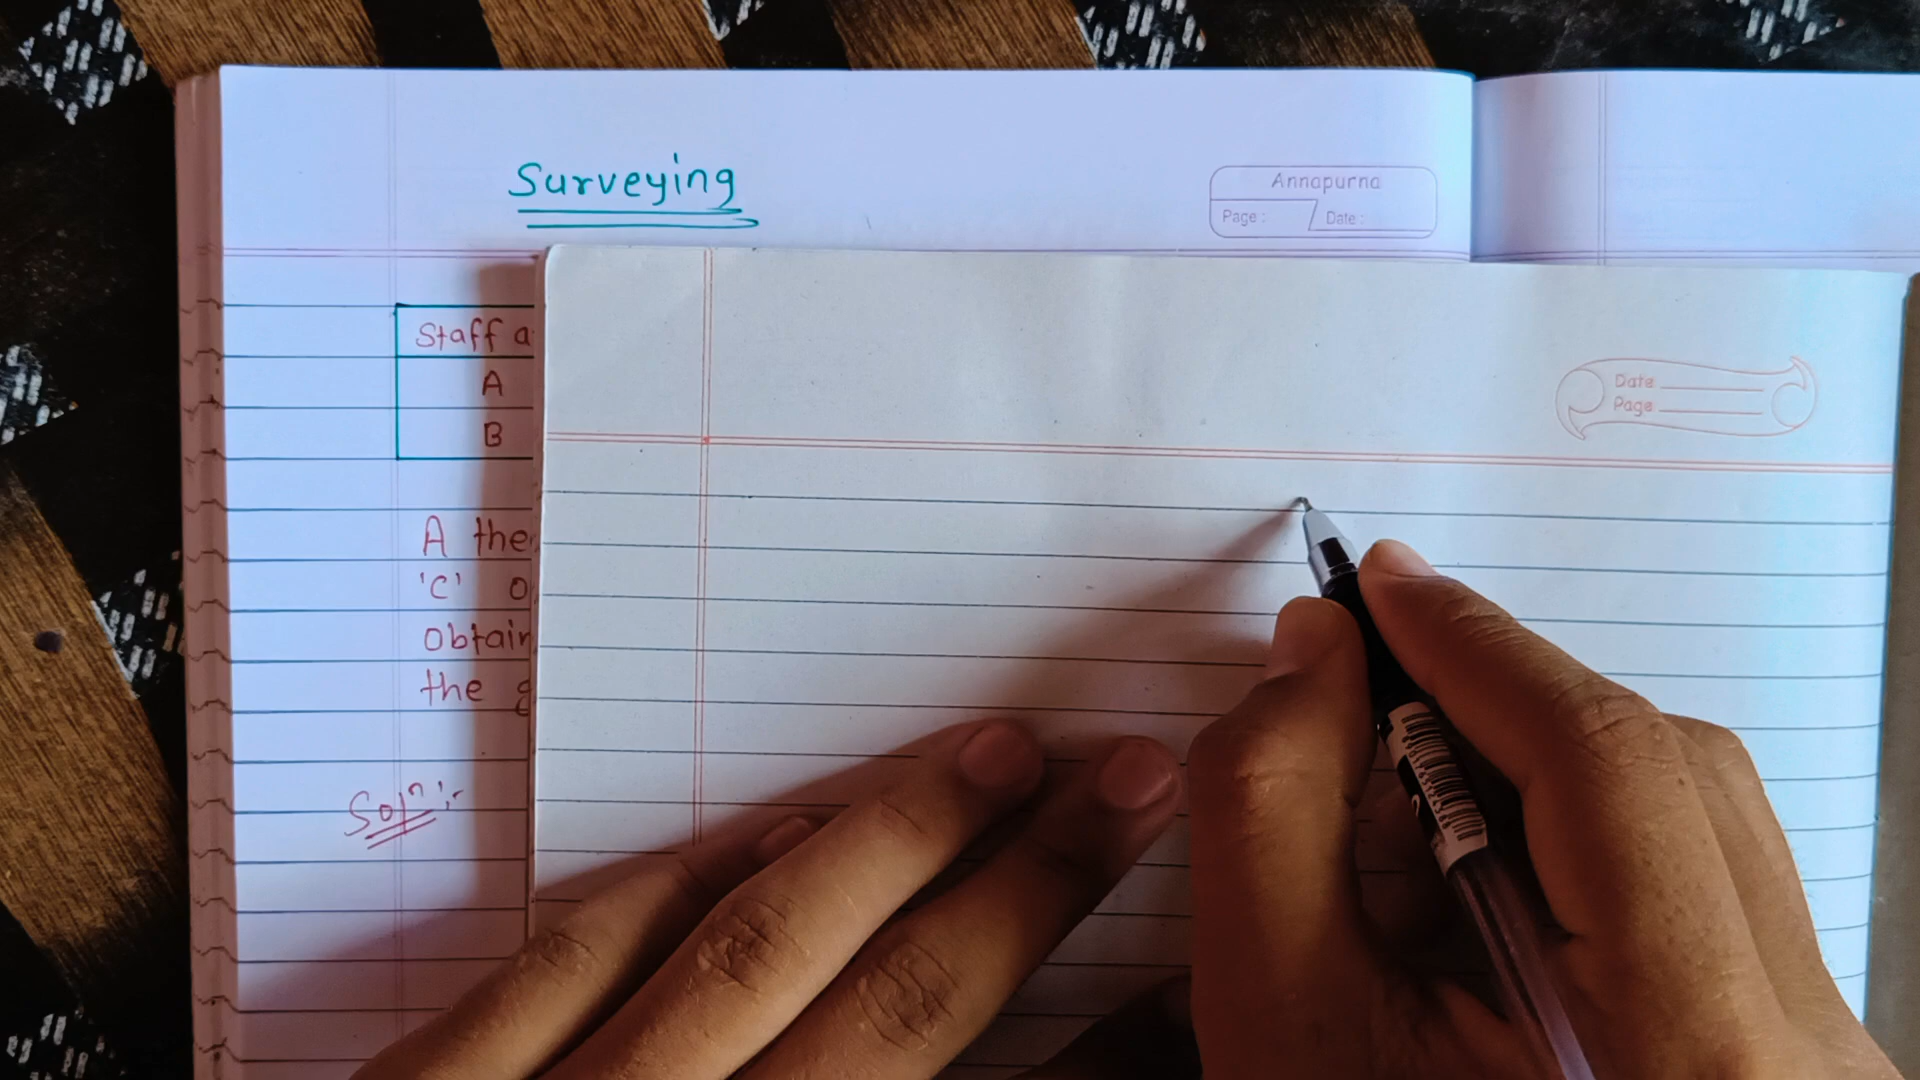 Surveying
Annapurna
Page : Date :
Staff a
A
B
Date
Page
A the
'C' o
obtain
the g
Soln :-